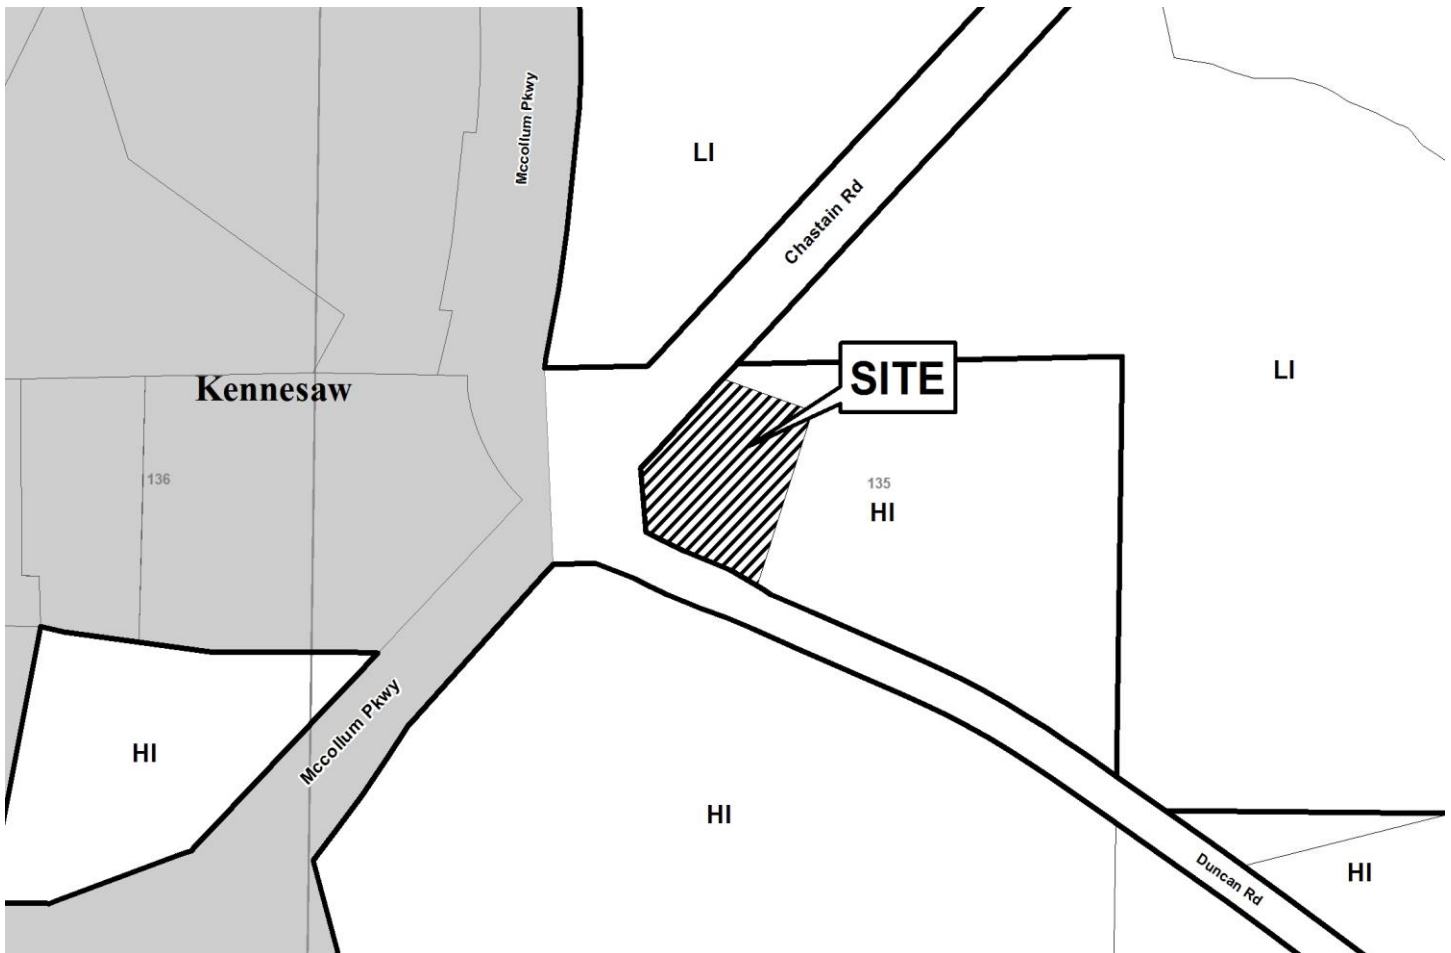 Mccollum Pkwy
LI
Chastain Rd
SITE
LI
Kennesaw
136
135
HI
Mccollum Pkwy
HI
HI
Duncan Rd
HI